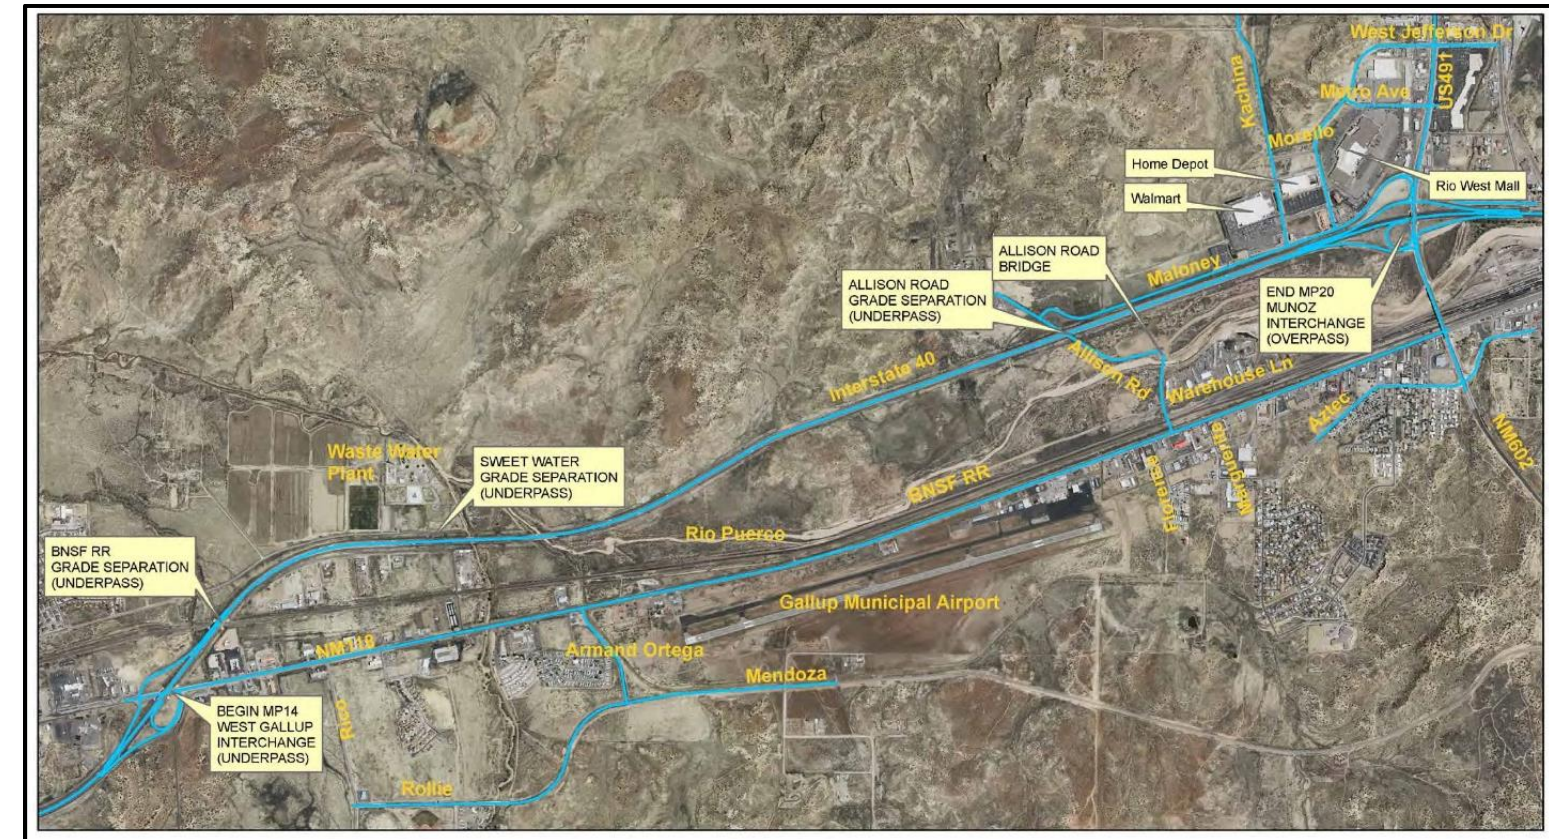 West Jefferson Dr
US491
Metro Ave
Kachina
Morello
Home Depot
Walmart
Rio West Mall
ALLISON ROAD
BRIDGE
ALLISON ROAD
GRADE SEPARATION
(UNDERPASS)
Maloney
END MP20
MUNOZ
INTERCHANGE
(OVERPASS)
Interstate 40
Allison Rd
Warehouse Ln
Aztec
NM602
Waste Water
Plant
SWEET WATER
GRADE SEPARATION
(UNDERPASS)
BNSF RR
Florence
Marguerite
Rio Puerco
BNSF RR
GRADE SEPARATION
(UNDERPASS)
Gallup Municipal Airport
NM118
Armand Ortega
Mendoza
BEGIN MP14
WEST GALLUP
INTERCHANGE
(UNDERPASS)
Rico
Rollie